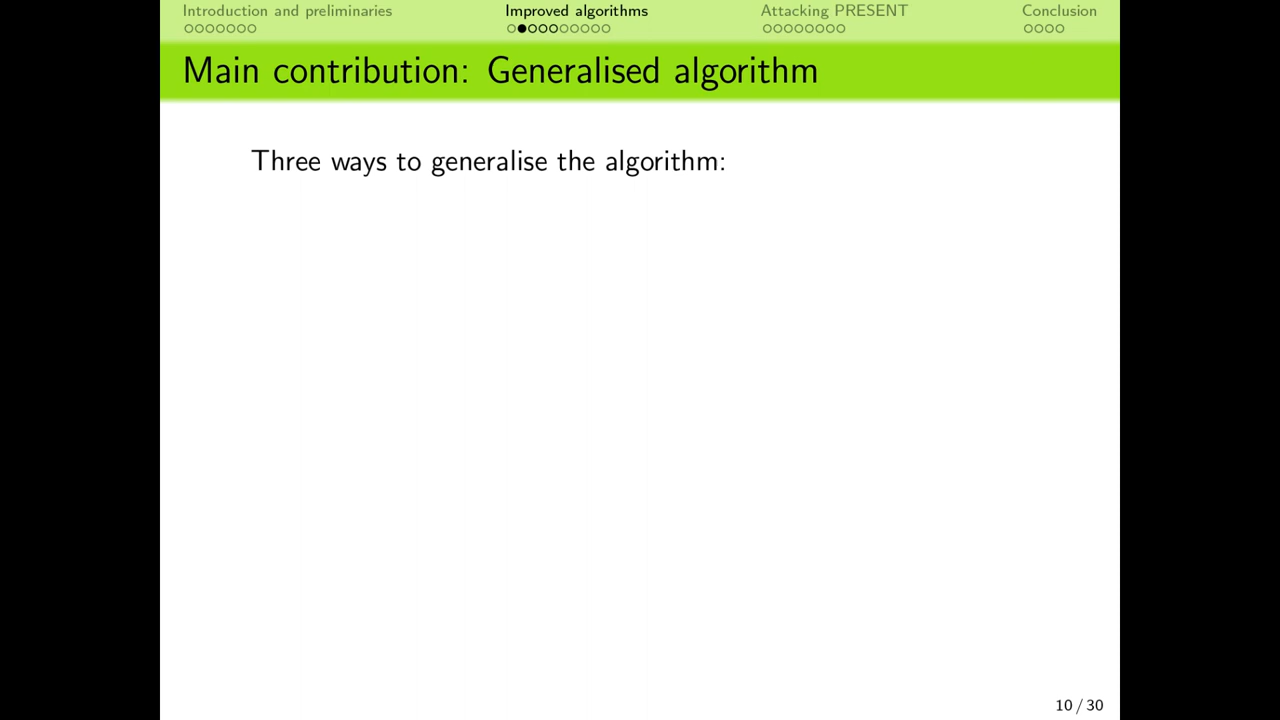 Introduction and preliminaries
Improved algorithms
Attacking PRESENT
Conclusion
Main contribution: Generalised algorithm
Three ways to generalise the algorithm:
10 / 30